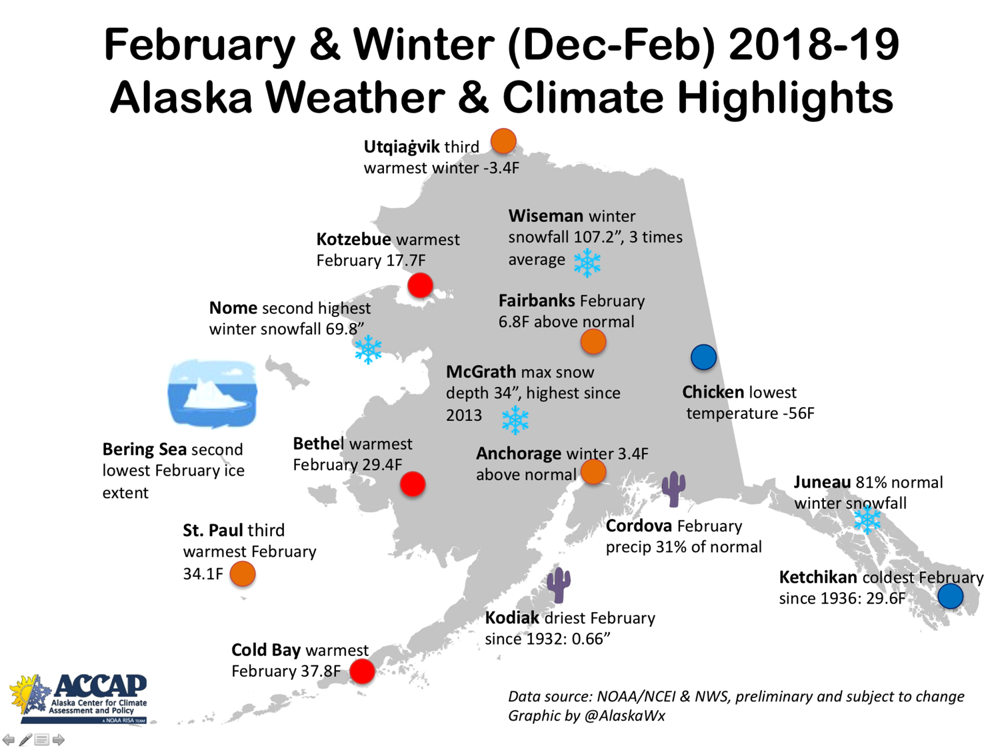 February & Winter (Dec-Feb) 2018-19
Alaska Weather & Climate Highlights
Utqiaġvik third
warmest winter -3.4F
Wiseman winter
snowfall 107.2”, 3 times
average
Kotzebue warmest
February 17.7F
Fairbanks February
6.8F above normal
Nome second highest
winter snowfall 69.8”
McGrath max snow
depth 34”, highest since
2013
Chicken lowest
temperature -56F
Bering Sea second
lowest February ice
extent
Bethel warmest
February 29.4F
Anchorage winter 3.4F
above normal
Juneau 81% normal
winter snowfall
St. Paul third
warmest February
34.1F
Cordova February
precip 31% of normal
Ketchikan coldest February
since 1936: 29.6F
Kodiak driest February
since 1932: 0.66”
Cold Bay warmest
February 37.8F
ACCAP
Alaska Center for Climate
Assessment and Policy
A NOAA RISA TEAM
Data source: NOAA/NCEI & NWS, preliminary and subject to change
Graphic by @AlaskaWx